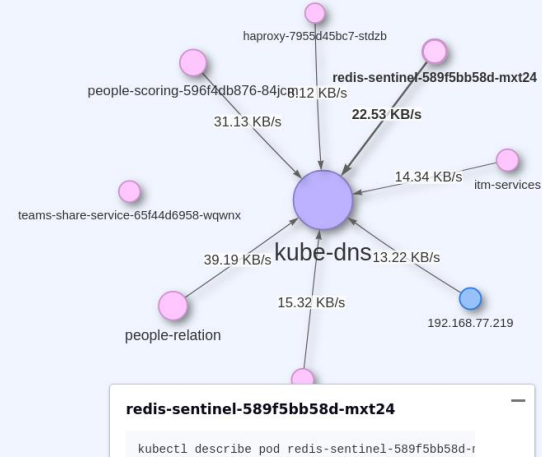 haproxy-7955d45bc7-stdzb
redis-sentinel-589f5bb58d-mxt24
people-scoring-596f4db876-84jcm
8.12 KB/s
22.53 KB/s
31.13 KB/s
14.34 KB/s
itm-services
teams-share-service-65f44d6958-wqwnx
kube-dns
39.19 KB/s
13.22 KB/s
15.32 KB/s
192.168.77.219
people-relation
redis-sentinel-589f5bb58d-mxt24
kubectl describe pod redis-sentinel-589f5bb58d-